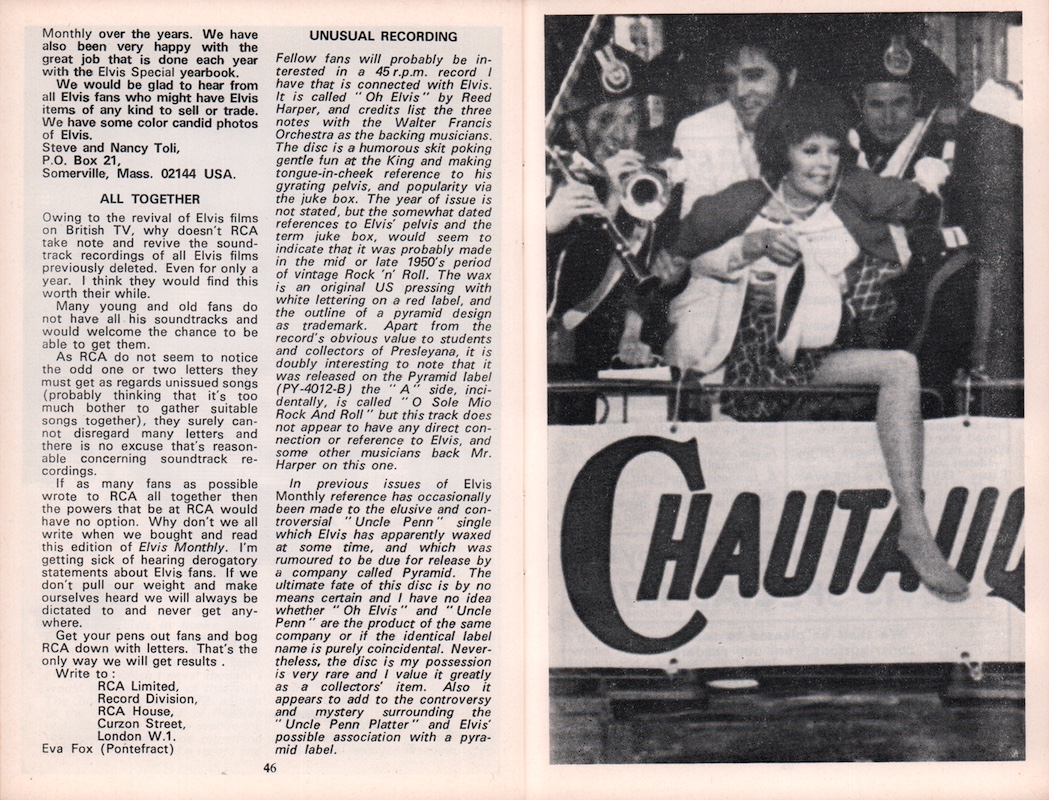 Monthly over the years. We have
also been very happy with the
great job that is done each year
with the Elvis Special yearbook.
We would be glad to hear from
all Elvis fans who might have Elvis
items of any kind to sell or trade.
We have some color candid photos
of Elvis.
Steve and Nancy Toli,
P.O. Box 21,
Somerville, Mass. 02144 USA.
ALL TOGETHER
Owing to the revival of Elvis films
on British TV, why doesn't RCA
take note and revive the sound-
track recordings of all Elvis films
previously deleted. Even for only a
year. I think they would find this
worth their while.
Many young and old fans do
not have all his soundtracks and
would welcome the chance to be
able to get them.
As RCA do not seem to notice
the odd one or two letters they
must get as regards unissued songs
(probably thinking that it's too
much bother to gather suitable
songs together), they surely can-
not disregard many letters and
there is no excuse that's reason-
able concerning soundtrack re-
cordings.
If as many fans as possible
wrote to RCA all together then
the powers that be at RCA would
have no option. Why don't we all
write when we bought and read
this edition of Elvis Monthly. I'm
getting sick of hearing derogatory
statements about Elvis fans. If we
don't pull our weight and make
ourselves heard we will always be
dictated to and never get any-
where.
Get your pens out fans and bog
RCA down with letters. That's the
only way we will get results .
Write to :
RCA Limited,
Record Division,
RCA House,
Curzon Street,
London W.1.
Eva Fox (Pontefract)
UNUSUAL RECORDING
Fellow fans will probably be in-
terested in a 45 r.p.m. record I
have that is connected with Elvis.
It is called "Oh Elvis" by Reed
Harper, and credits list the three
notes with the Walter Francis
Orchestra as the backing musicians.
The disc is a humorous skit poking
gentle fun at the King and making
tongue-in-cheek reference to his
gyrating pelvis, and popularity via
the juke box. The year of issue is
not stated, but the somewhat dated
references to Elvis' pelvis and the
term juke box, would seem to
indicate that it was probably made
in the mid or late 1950's period
of vintage Rock 'n' Roll. The wax
is an original US pressing with
white lettering on a red label, and
the outline of a pyramid design
as trademark. Apart from the
record's obvious value to students
and collectors of Presleyana, it is
doubly interesting to note that it
was released on the Pyramid label
(PY-4012-B) the "A" side, inci-
dentally, is called "O Sole Mio
Rock And Roll" but this track does
not appear to have any direct con-
nection or reference to Elvis, and
some other musicians back Mr.
Harper on this one.
In previous issues of Elvis
Monthly reference has occasionally
been made to the elusive and con-
troversial "Uncle Penn" single
which Elvis has apparently waxed
at some time, and which was
rumoured to be due for release by
a company called Pyramid. The
ultimate fate of this disc is by no
means certain and I have no idea
whether "Oh Elvis" and "Uncle
Penn" are the product of the same
company or if the identical label
name is purely coincidental. Never-
theless, the disc is my possession
is very rare and I value it greatly
as a collectors' item. Also it
appears to add to the controversy
and mystery surrounding the
"Uncle Penn Platter" and Elvis'
possible association with a pyra-
mid label.
46
CHAUTAUQ